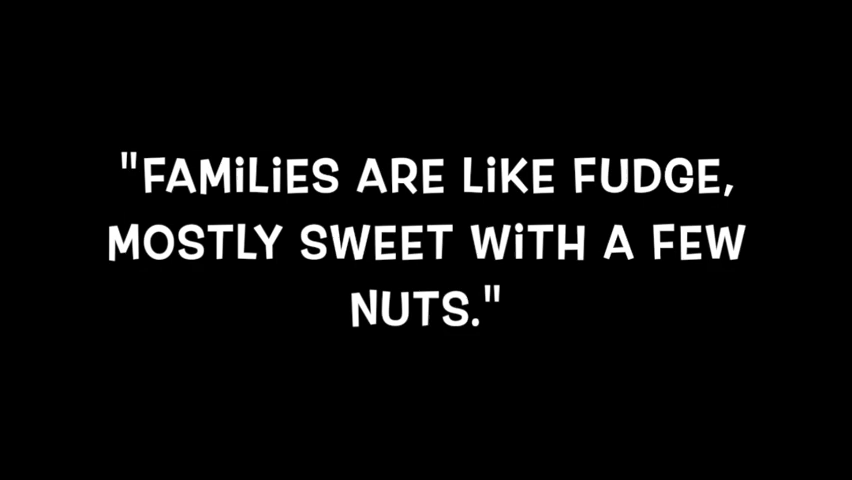 "FAMiLiES ARE LiKE FUDGE,
MOSTLY SWEET WiTH A FEW
NUTS."